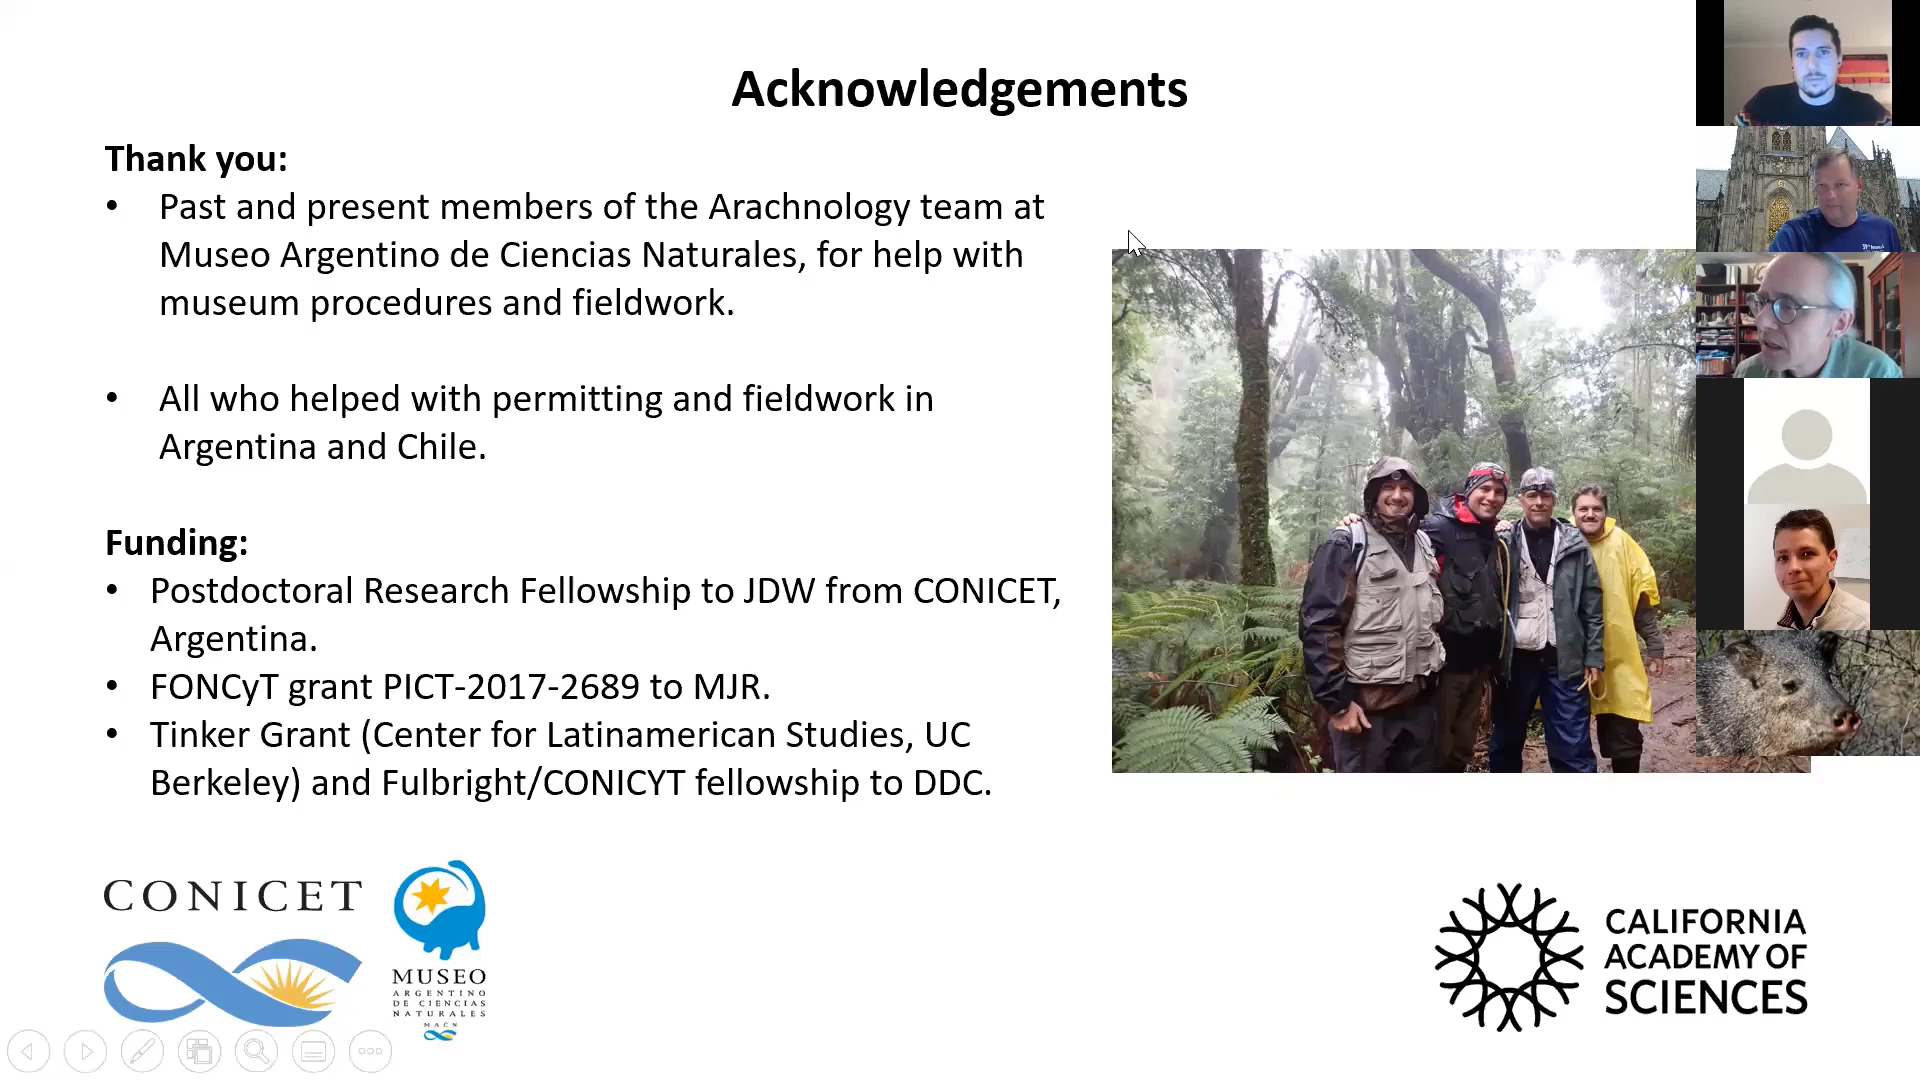 Acknowledgements
Thank you:
• Past and present members of the Arachnology team at
Museo Argentino de Ciencias Naturales, for help with
museum procedures and fieldwork.
• All who helped with permitting and fieldwork in
Argentina and Chile.
Funding:
• Postdoctoral Research Fellowship to JDW from CONICET,
Argentina.
• FONCyT grant PICT-2017-2689 to MJR.
• Tinker Grant (Center for Latinamerican Studies, UC
Berkeley) and Fulbright/CONICYT fellowship to DDC.
CONICET
MUSEO
ARGENTINO
DE CIENCIAS
NATURALES
MACN
CALIFORNIA
ACADEMY OF
SCIENCES